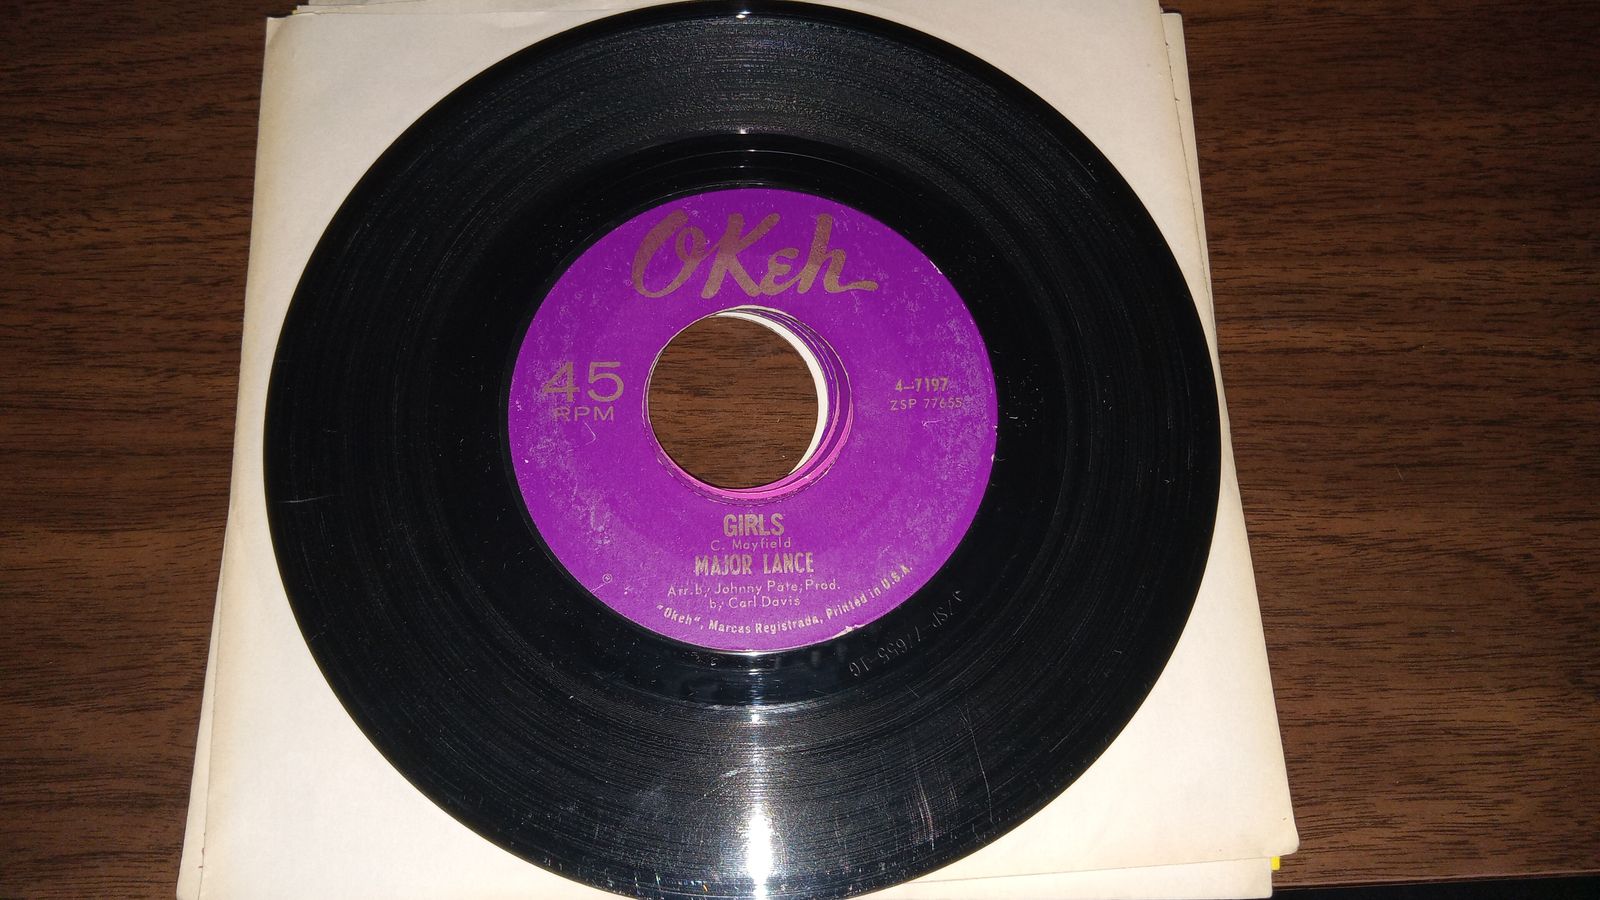 OKeh
45
RPM
4-7197
ZSP 77655
GIRLS
C. Mayfield
MAJOR LANCE
Arr. by Johnny Pate, Prod.
by Carl Davis
"Okeh", Marcas Registrada, Printed in U.S.A.